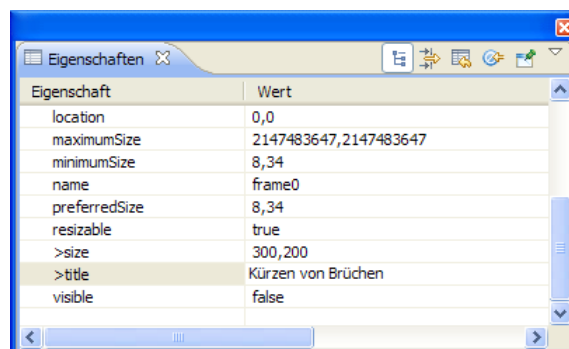 Eigenschaften
Eigenschaft Wert
location 0,0
maximumSize 2147483647,2147483647
minimumSize 8,34
name frame0
preferredSize 8,34
resizable true
>size 300,200
>title Kürzen von Brüchen
visible false